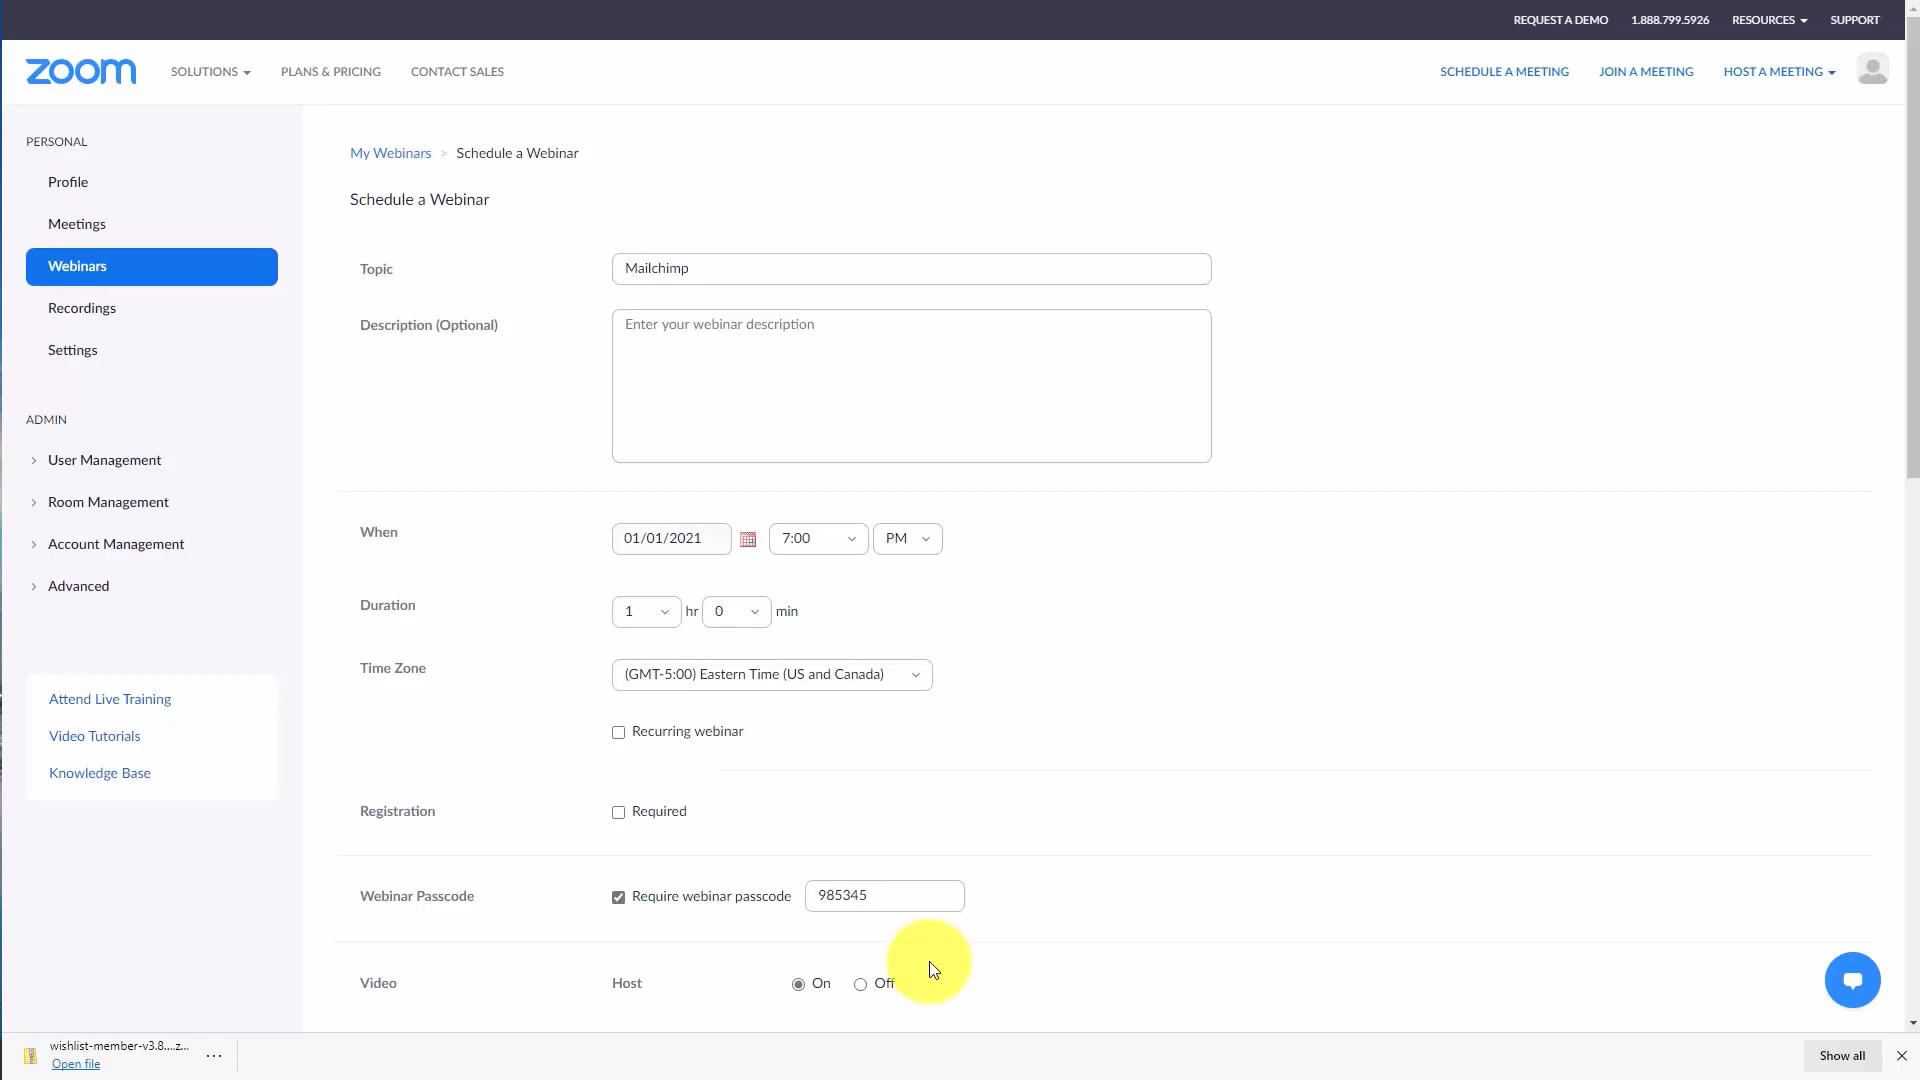 REQUEST A DEMO 1.888.799.5926 RESOURCES SUPPORT
zoom SOLUTIONS PLANS & PRICING CONTACT SALES SCHEDULE A MEETING JOIN A MEETING HOST A MEETING
PERSONAL
Profile
Meetings
Webinars
Recordings
Settings
ADMIN
User Management
Room Management
Account Management
Advanced
Attend Live Training
Video Tutorials
Knowledge Base
My Webinars > Schedule a Webinar
Schedule a Webinar
Topic Mailchimp
Description (Optional) Enter your webinar description
When 01/01/2021 7:00 PM
Duration 1 hr 0 min
Time Zone (GMT-5:00) Eastern Time (US and Canada)
Recurring webinar
Registration Required
Webinar Passcode Require webinar passcode 985345
Video Host On Off
wishlist-member-v3.8....z...
Open file
Show all